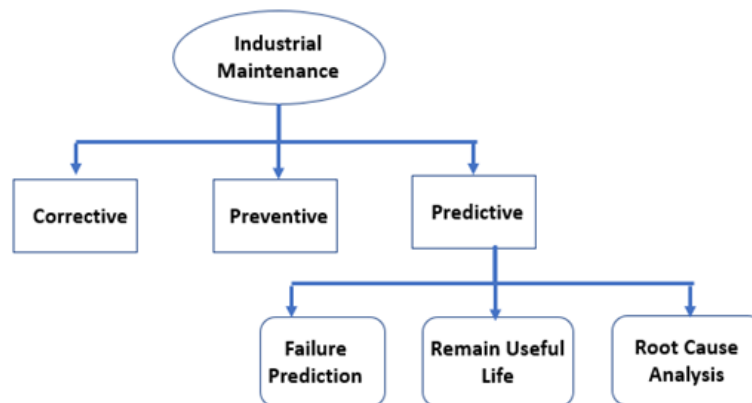 Industrial
Maintenance
Corrective
Preventive
Predictive
Failure
Prediction
Remain Useful
Life
Root Cause
Analysis